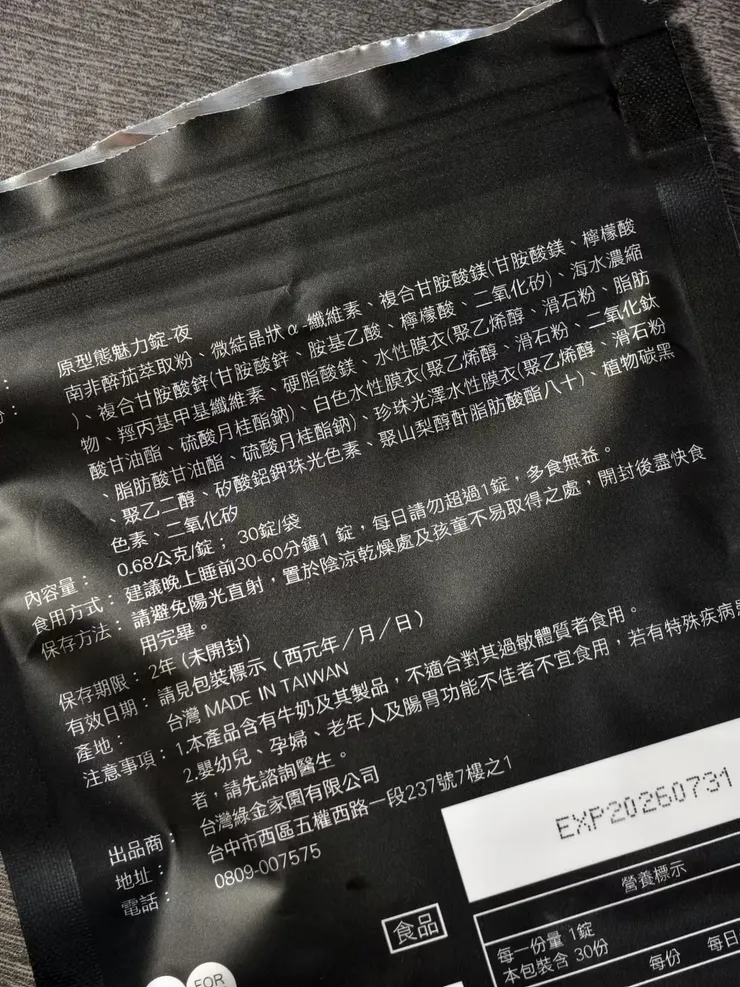 ：
原型態魅力錠-夜
份：
南非醉茄萃取粉、微結晶狀α-纖維素、複合甘胺酸鎂(甘胺酸鎂、檸檬酸
)、複合甘胺酸鋅(甘胺酸鋅、胺基乙酸、檸檬酸、二氧化矽)、海水濃縮
物、羥丙基甲基纖維素、硬脂酸鎂、水性膜衣(聚乙烯醇、滑石粉、脂肪
酸甘油酯、硫酸月桂酯鈉)、白色水性膜衣(聚乙烯醇、滑石粉、二氧化鈦
、脂肪酸甘油酯、硫酸月桂酯鈉)、珍珠光澤水性膜衣(聚乙烯醇、滑石粉
、聚乙二醇、矽酸鋁鉀珠光色素、聚山梨醇酐脂肪酸酯八十)、植物碳黑
色素、二氧化矽
內容量： 0.68公克/錠； 30錠/袋
食用方式： 建議晚上睡前30-60分鐘1 錠，每日請勿超過1錠，多食無益。
保存方法： 請避免陽光直射，置於陰涼乾燥處及孩童不易取得之處，開封後盡快食
用完畢。
保存期限： 2年 (未開封)
有效日期： 請見包裝標示（西元年／月／日）
產地： 台灣 MADE IN TAIWAN
注意事項： 1.本產品含有牛奶及其製品，不適合對其過敏體質者食用。
2.嬰幼兒、孕婦、老年人及腸胃功能不佳者不宜食用，若有特殊疾病患
者，請先諮詢醫生。
出品商： 台灣綠金家園有限公司
地址： 台中市西區五權西路一段237號7樓之1
電話： 0809-007575
EXP20260731
食品
營養標示
每一份量 1錠
本包裝含 30份
每份 每日
FOR